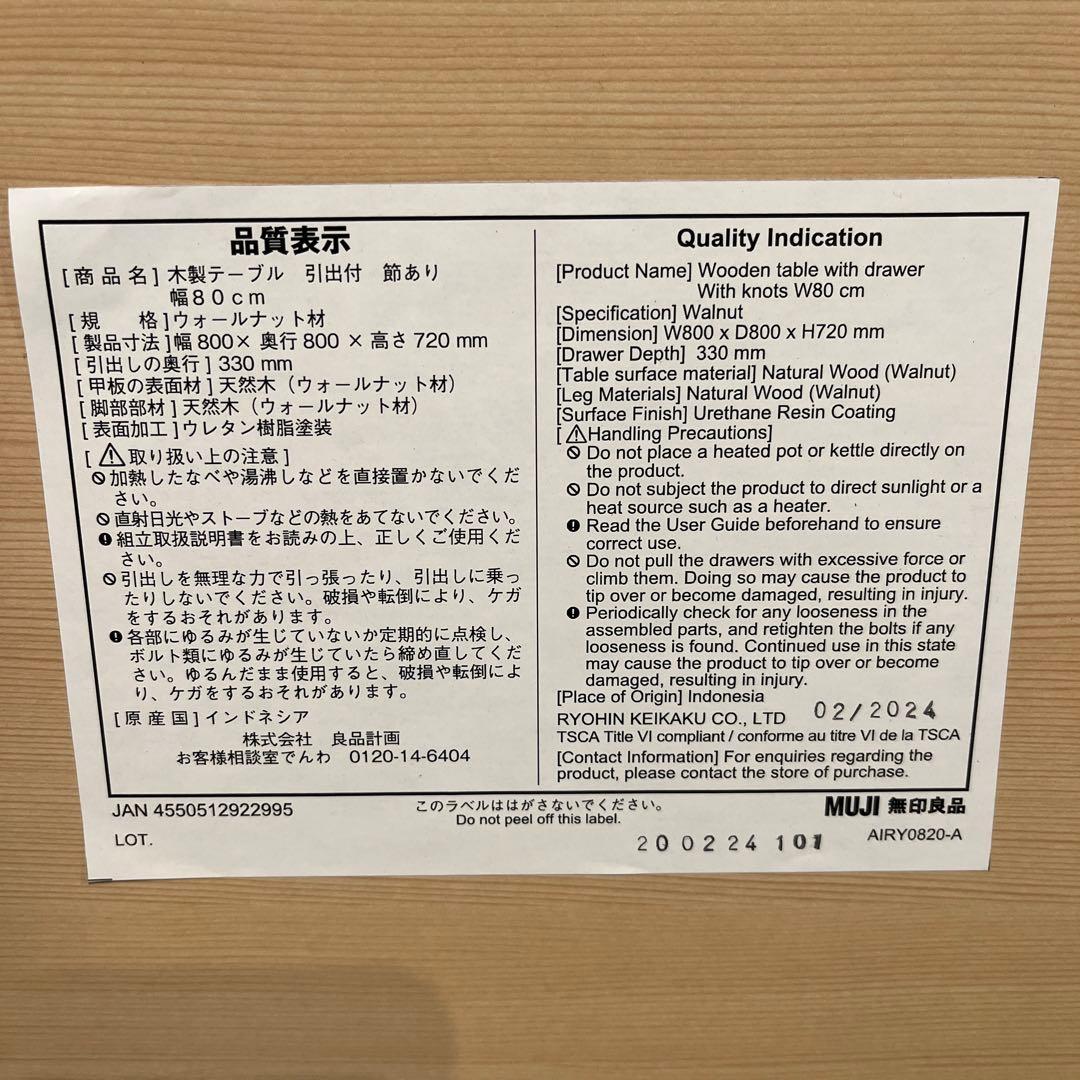 品質表示
[商品名]木製テーブル 引出付 節あり
幅80cm
[規 格]ウォールナット材
[製品寸法]幅800×奥行800×高さ720 mm
[引出しの奥行]330 mm
[甲板の表面材]天然木（ウォールナット材）
[脚部部材]天然木（ウォールナット材）
[表面加工]ウレタン樹脂塗装
[⚠取り扱い上の注意]
加熱したなべや湯沸しなどを直接置かないでくだ
さい。
直射日光やストーブなどの熱をあてないでください。
組立取扱説明書をお読みの上、正しくご使用くだ
さい。
引出しを無理な力で引っ張ったり、引出しに乗っ
たりしないでください。破損や転倒により、ケガ
をするおそれがあります。
各部にゆるみが生じていないか定期的に点検し、
ボルト類にゆるみが生じていたら締め直してくだ
さい。ゆるんだまま使用すると、破損や転倒によ
り、ケガをするおそれがあります。
[原産国]インドネシア
株式会社 良品計画
お客様相談室でんわ 0120-14-6404
Quality Indication
[Product Name] Wooden table with drawer
With knots W80 cm
[Specification] Walnut
[Dimension] W800 x D800 x H720 mm
[Drawer Depth] 330 mm
[Table surface material] Natural Wood (Walnut)
[Leg Materials] Natural Wood (Walnut)
[Surface Finish] Urethane Resin Coating
[⚠Handling Precautions]
Do not place a heated pot or kettle directly on
the product.
Do not subject the product to direct sunlight or a
heat source such as a heater.
Read the User Guide beforehand to ensure
correct use.
Do not pull the drawers with excessive force or
climb them. Doing so may cause the product to
tip over or become damaged, resulting in injury.
Periodically check for any looseness in the
assembled parts, and retighten the bolts if any
looseness is found. Continued use in this state
may cause the product to tip over or become
damaged, resulting in injury.
[Place of Origin] Indonesia
RYOHIN KEIKAKU CO., LTD 02/2024
TSCA Title VI compliant / conforme au titre VI de la TSCA
[Contact Information] For enquiries regarding the
product, please contact the store of purchase.
JAN 4550512922995
このラベルははがさないでください。
Do not peel off this label.
MUJI 無印良品
LOT.
200224 101
AIRY0820-A